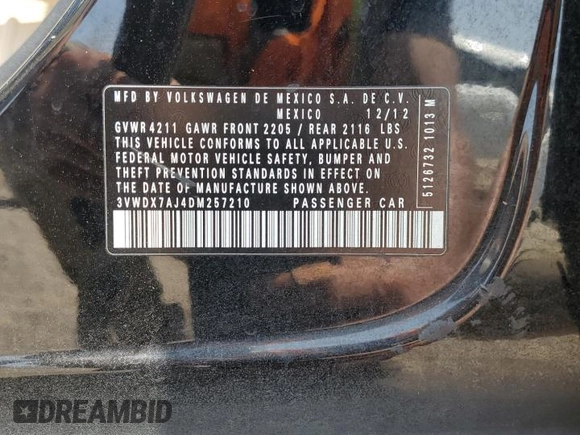 MFD BY VOLKSWAGEN DE MEXICO S.A. DE C.V.
MEXICO 12/12
GVWR 4211 GAWR FRONT 2205 / REAR 2116 LBS
THIS VEHICLE CONFORMS TO ALL APPLICABLE U.S.
FEDERAL MOTOR VEHICLE SAFETY, BUMPER AND
THEFT PREVENTION STANDARDS IN EFFECT ON THE
DATE OF MANUFACTURE SHOWN ABOVE.
3VWDX7AJ4DM257210 PASSENGER CAR
5126732 1013 M
DREAMBID